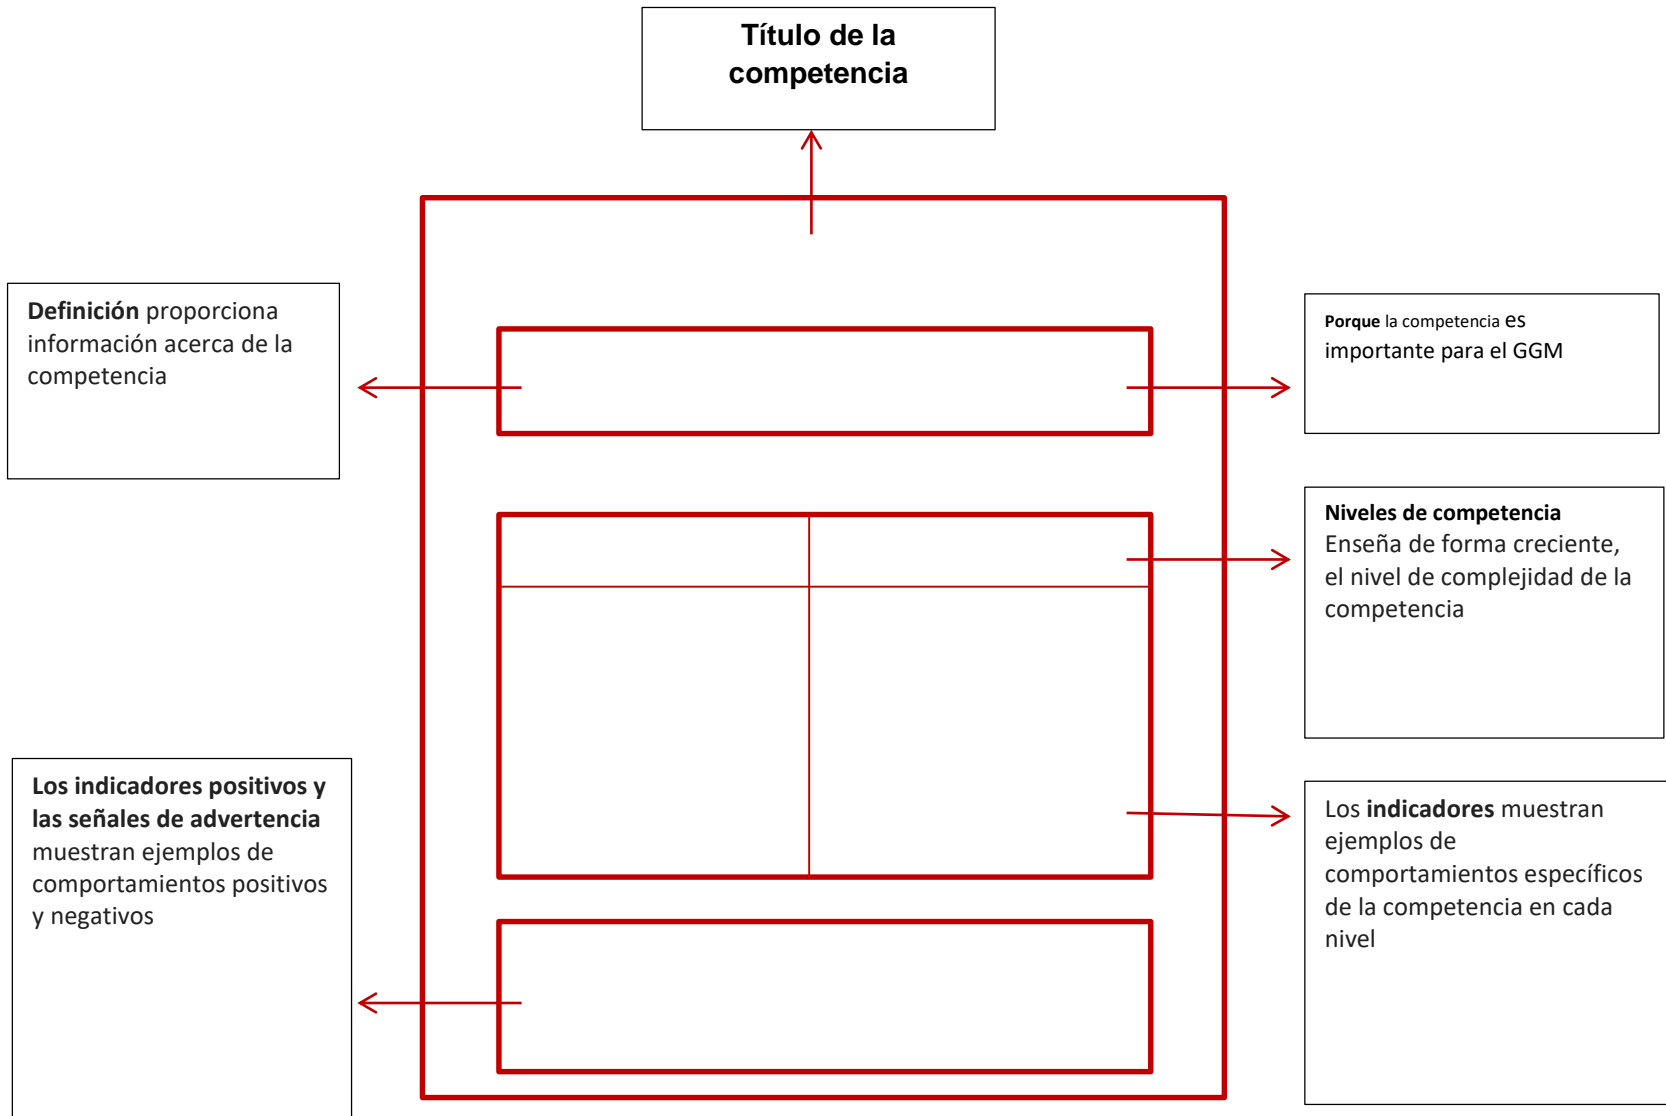 Título de la
competencia
Definición proporciona
información acerca de la
competencia
Porque la competencia es
importante para el GGM
Niveles de competencia
Enseña de forma creciente,
el nivel de complejidad de la
competencia
Los indicadores positivos y
las señales de advertencia
muestran ejemplos de
comportamientos positivos
y negativos
Los indicadores muestran
ejemplos de
comportamientos específicos
de la competencia en cada
nivel